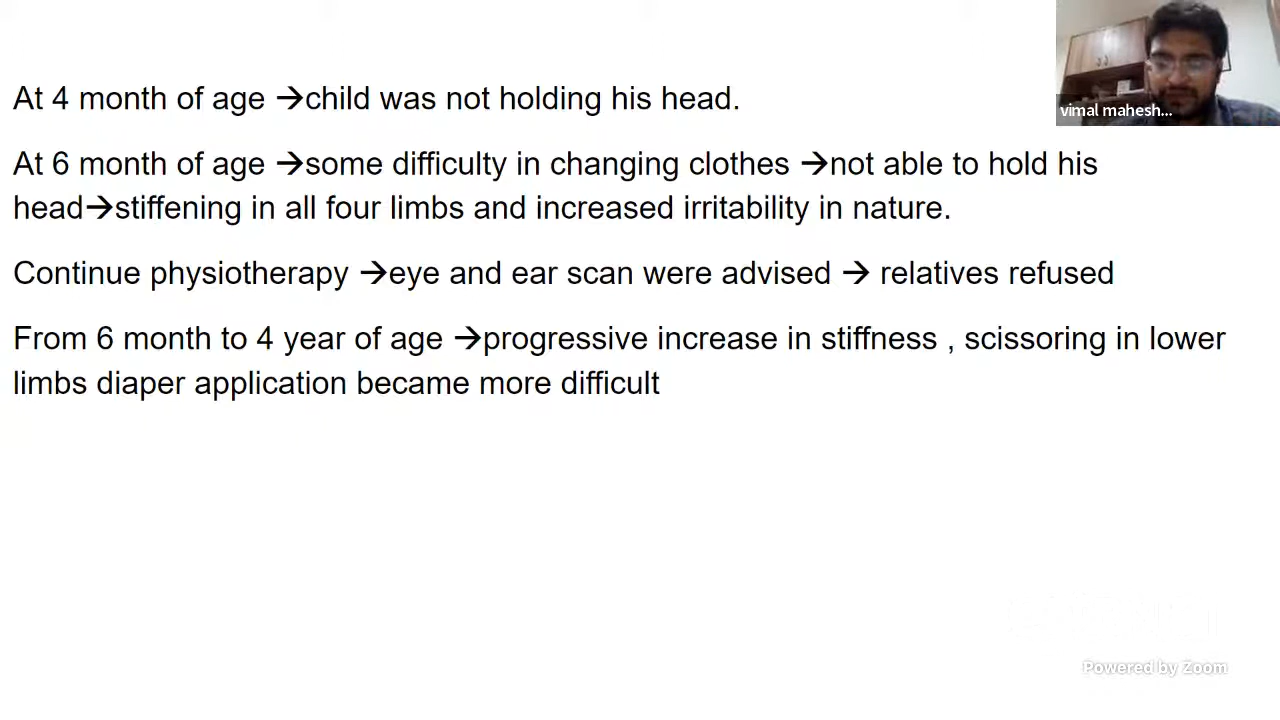 At 4 month of age →child was not holding his head.
vimal mahesh...
At 6 month of age →some difficulty in changing clothes →not able to hold his
head→stiffening in all four limbs and increased irritability in nature.
Continue physiotherapy →eye and ear scan were advised → relatives refused
From 6 month to 4 year of age →progressive increase in stiffness , scissoring in lower
limbs diaper application became more difficult
Powered by Zoom